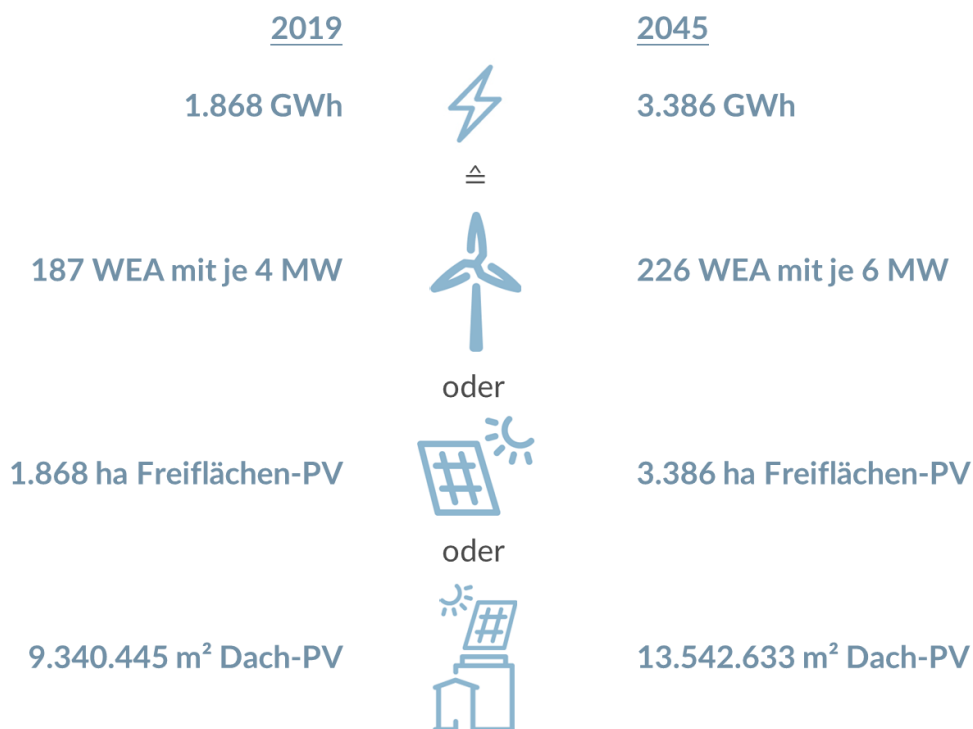 2019
2045
1.868 GWh
3.386 GWh
≙
187 WEA mit je 4 MW
226 WEA mit je 6 MW
oder
1.868 ha Freiflächen-PV
3.386 ha Freiflächen-PV
oder
9.340.445 m² Dach-PV
13.542.633 m² Dach-PV